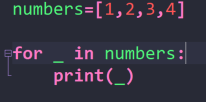 numbers=[1,2,3,4]
for _ in numbers:
    print(_)